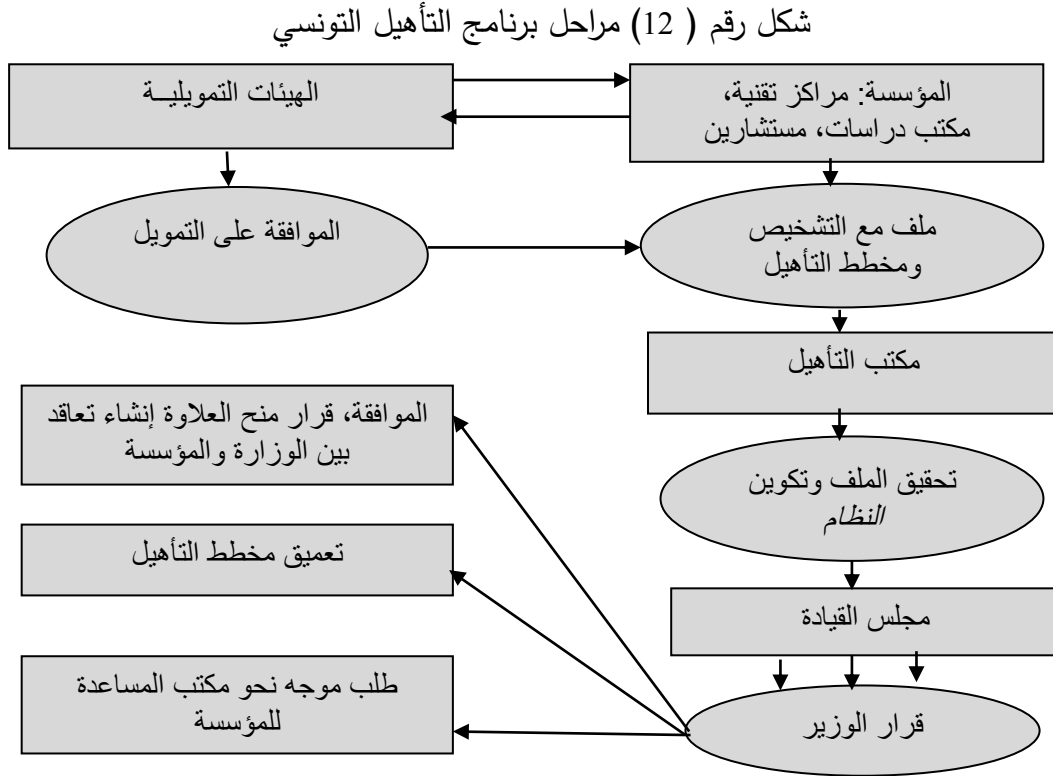 شكل رقم ( 12) مراحل برنامج التأهيل التونسي
المؤسسة: مراكز تقنية،
مكتب دراسات، مستشارين
الهيئات التمويليــة
ملف مع التشخيص
ومخطط التأهيل
الموافقة على التمويل
مكتب التأهيل
الموافقة، قرار منح العلاوة إنشاء تعاقد
بين الوزارة والمؤسسة
تحقيق الملف وتكوين
النظام
تعميق مخطط التأهيل
مجلس القيادة
طلب موجه نحو مكتب المساعدة
للمؤسسة
قرار الوزير